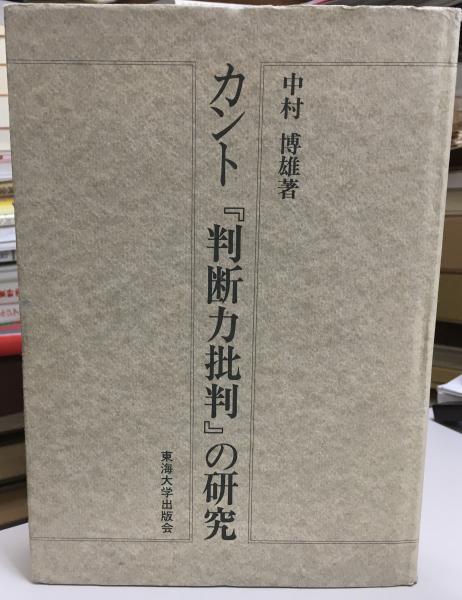 中村 博雄著
カント『判断力批判』の研究
東海大学出版会